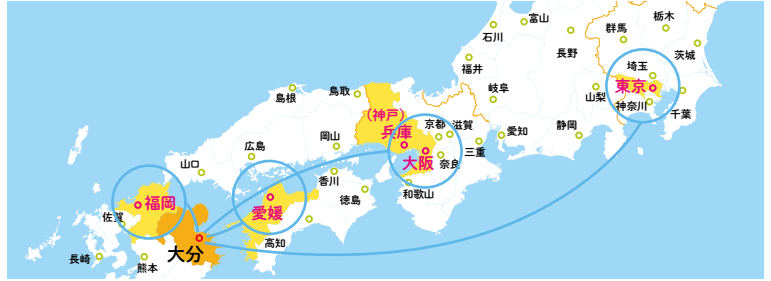 富山
石川
栃木
群馬
茨城
長野
埼玉
福井
東京
岐阜
山梨
神奈川
千葉
鳥取
島根
（神戸）
兵庫
京都
滋賀
愛知
静岡
岡山
広島
大阪
奈良
三重
山口
香川
和歌山
徳島
福岡
愛媛
佐賀
高知
大分
長崎
熊本